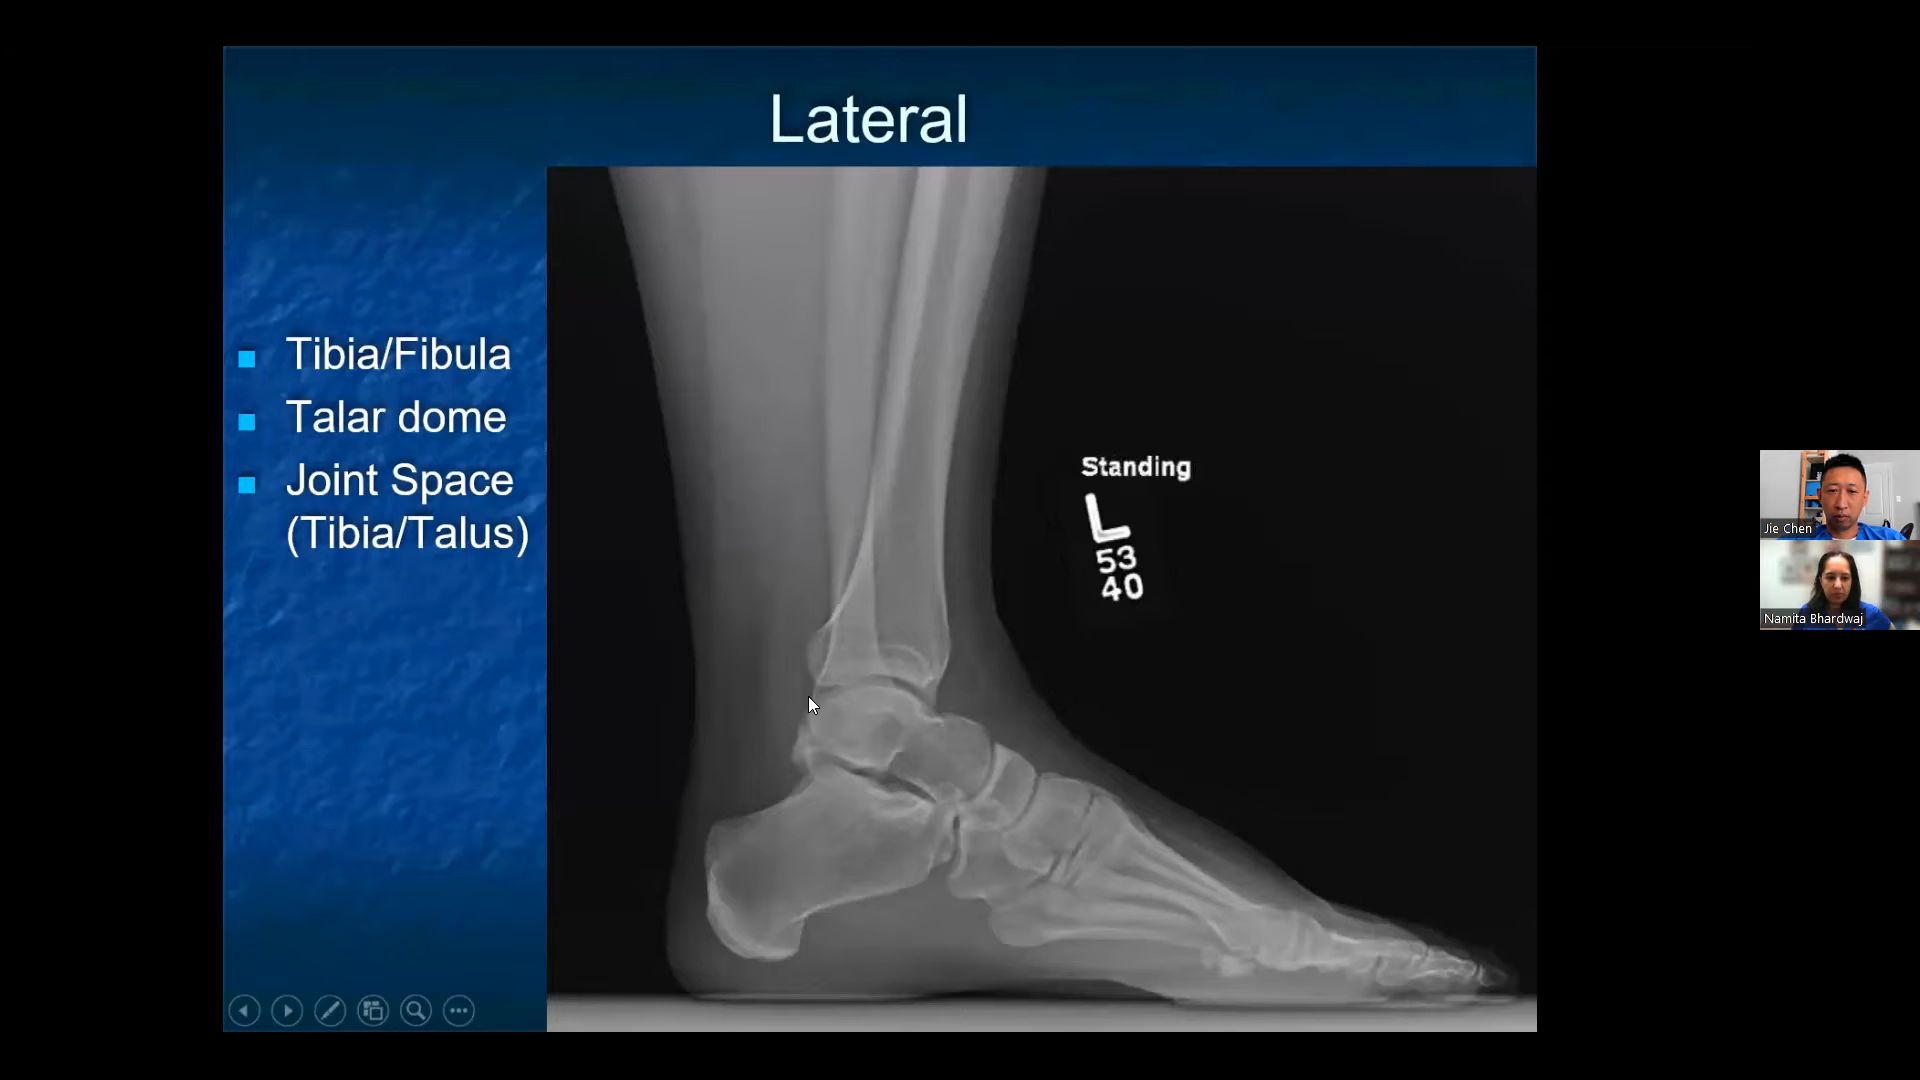 Lateral
Tibia/Fibula
Talar dome
Joint Space
(Tibia/Talus)
Standing
L
53
40
Jie Chen
Namita Bhardwaj